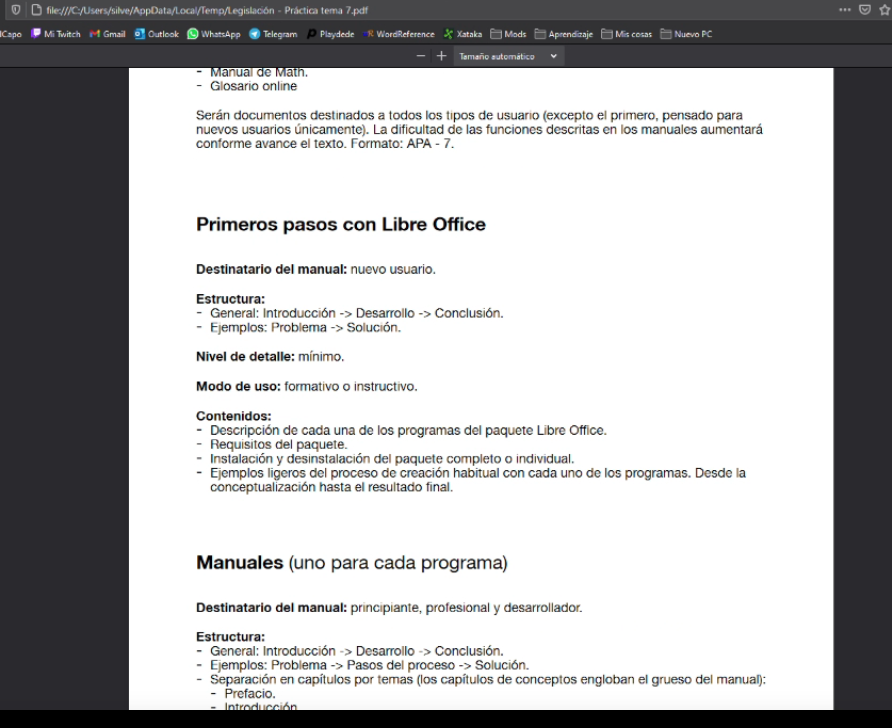 file:///C:/Users/silve/AppData/Local/Temp/Legislación - Práctica tema 7.pdf
lCapo Mi Twitch Gmail Outlook WhatsApp Telegram Playdede WordReference Xataka Mods Aprendizaje Mis cosas Nuevo PC
Tamaño automático
- Manual de Math.
- Glosario online
Serán documentos destinados a todos los tipos de usuario (excepto el primero, pensado para
nuevos usuarios únicamente). La dificultad de las funciones descritas en los manuales aumentará
conforme avance el texto. Formato: APA - 7.
Primeros pasos con Libre Office
Destinatario del manual: nuevo usuario.
Estructura:
- General: Introducción -> Desarrollo -> Conclusión.
- Ejemplos: Problema -> Solución.
Nivel de detalle: mínimo.
Modo de uso: formativo o instructivo.
Contenidos:
- Descripción de cada una de los programas del paquete Libre Office.
- Requisitos del paquete.
- Instalación y desinstalación del paquete completo o individual.
- Ejemplos ligeros del proceso de creación habitual con cada uno de los programas. Desde la
conceptualización hasta el resultado final.
Manuales (uno para cada programa)
Destinatario del manual: principiante, profesional y desarrollador.
Estructura:
- General: Introducción -> Desarrollo -> Conclusión.
- Ejemplos: Problema -> Pasos del proceso -> Solución.
- Separación en capítulos por temas (los capítulos de conceptos engloban el grueso del manual):
- Prefacio.
- Introducción